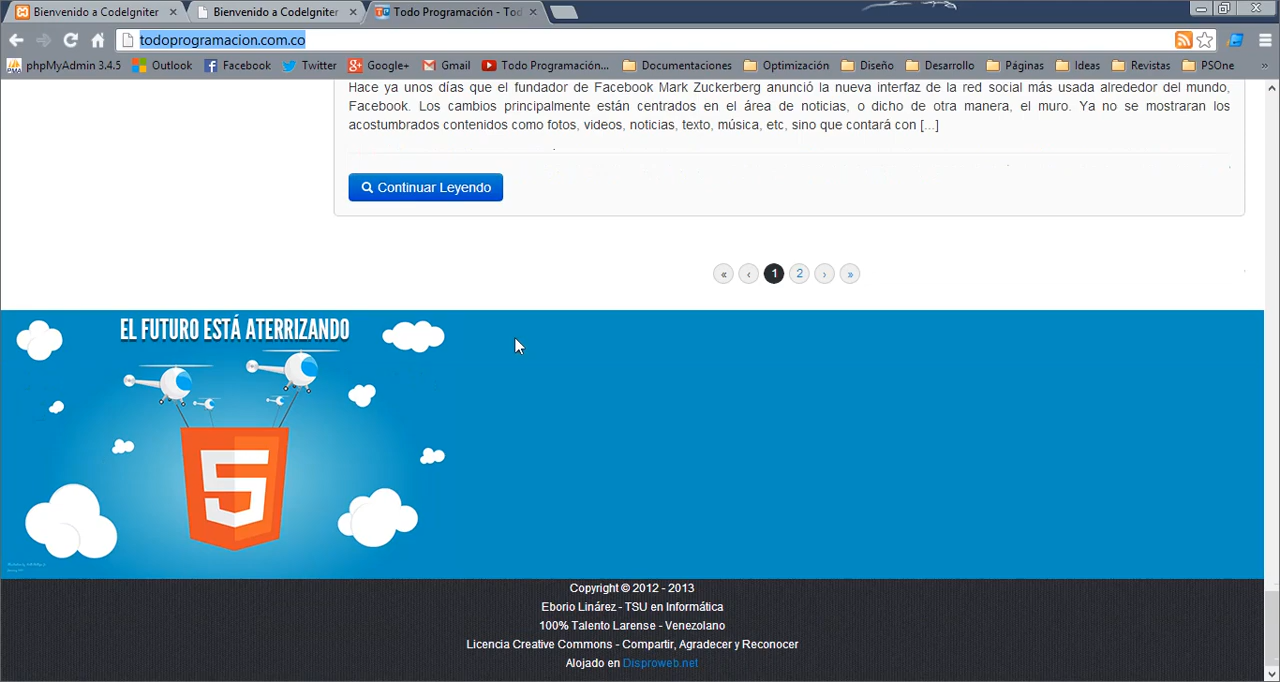 Bienvenido a CodeIgniter
Bienvenido a CodeIgniter
Todo Programación - Tod
todoprogramacion.com.co
phpMyAdmin 3.4.5
Outlook
Facebook
Twitter
Google+
Gmail
Todo Programación...
Documentaciones
Optimización
Diseño
Desarrollo
Páginas
Ideas
Revistas
PSOne
»
Hace ya unos días que el fundador de Facebook Mark Zuckerberg anunció la nueva interfaz de la red social más usada alrededor del mundo,
Facebook. Los cambios principalmente están centrados en el área de noticias, o dicho de otra manera, el muro. Ya no se mostraran los
acostumbrados contenidos como fotos, videos, noticias, texto, música, etc, sino que contará con [...]
Continuar Leyendo
« ‹ 1 2 › »
EL FUTURO ESTÁ ATERRIZANDO
5
Copyright © 2012 - 2013
Eborio Linárez - TSU en Informática
100% Talento Larense - Venezolano
Licencia Creative Commons - Compartir, Agradecer y Reconocer
Alojado en Disproweb.net